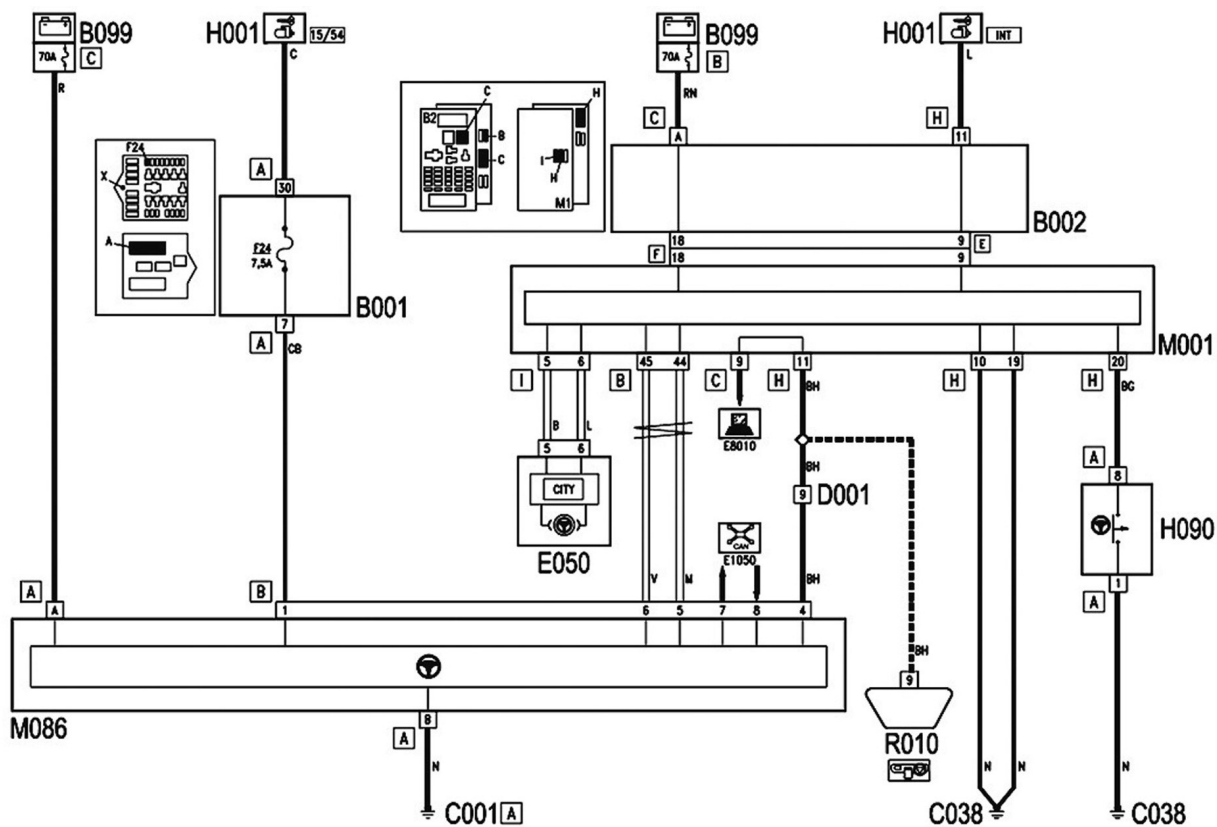 B099
70A
C
R
H001
15/54
C
B099
70A
B
RN
H001
INT
L
F24
X
A
A
30
F24
7,5A
B001
7
A
CB
B2
C
B
C
H
I
H
M1
C
A
H
11
B002
18
9
E
F
18
9
M001
5
6
45
44
9
11
10
19
20
I
B
C
H
H
H
BH
BG
B
L
5
6
CITY
E050
E8010
BH
9
D001
A
8
H090
1
A
CAN
E1050
V
M
BH
A
A
B
1
6
5
7
8
4
M086
B
A
N
C001
A
BH
9
R010
N
N
C038
N
C038